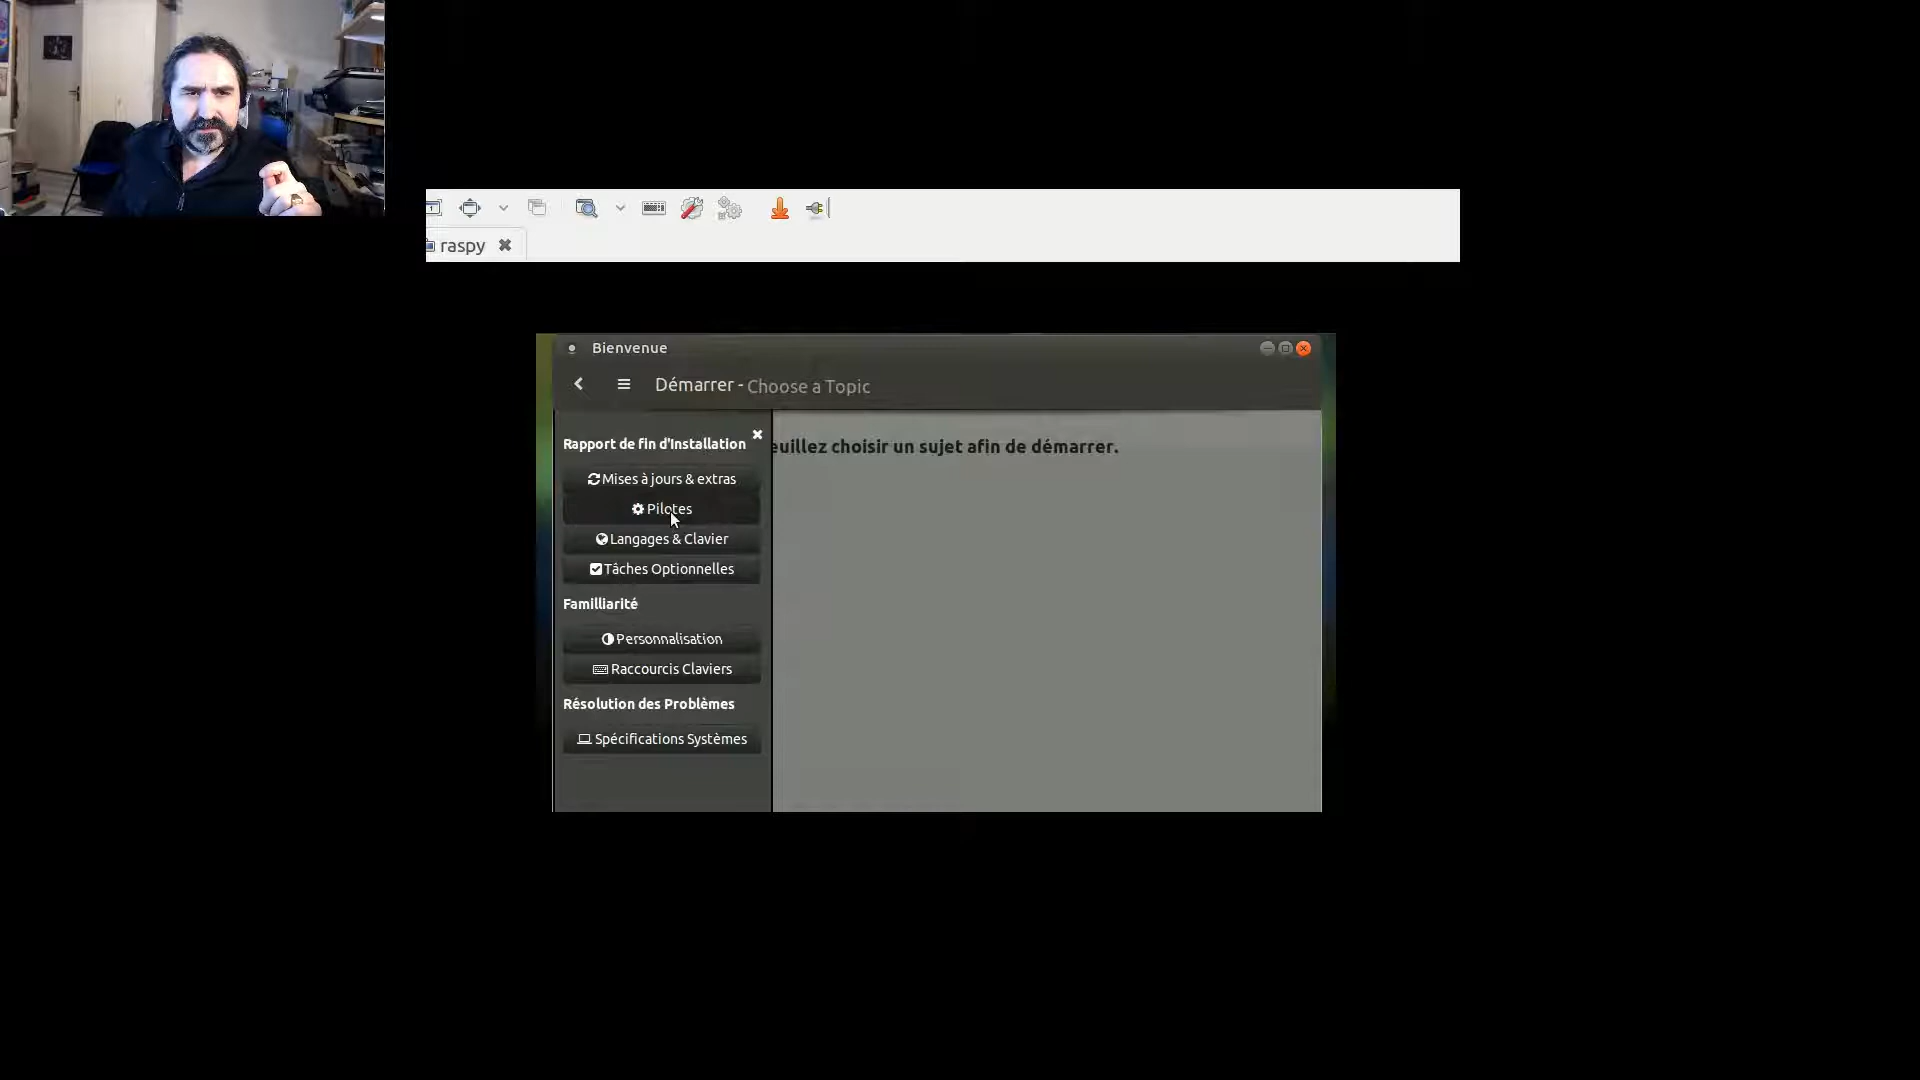 raspy
Bienvenue
Démarrer - Choose a Topic
Rapport de fin d'Installation
euillez choisir un sujet afin de démarrer.
Mises à jours & extras
Pilotes
Langages & Clavier
Tâches Optionnelles
Familliarité
Personnalisation
Raccourcis Claviers
Résolution des Problèmes
Spécifications Systèmes